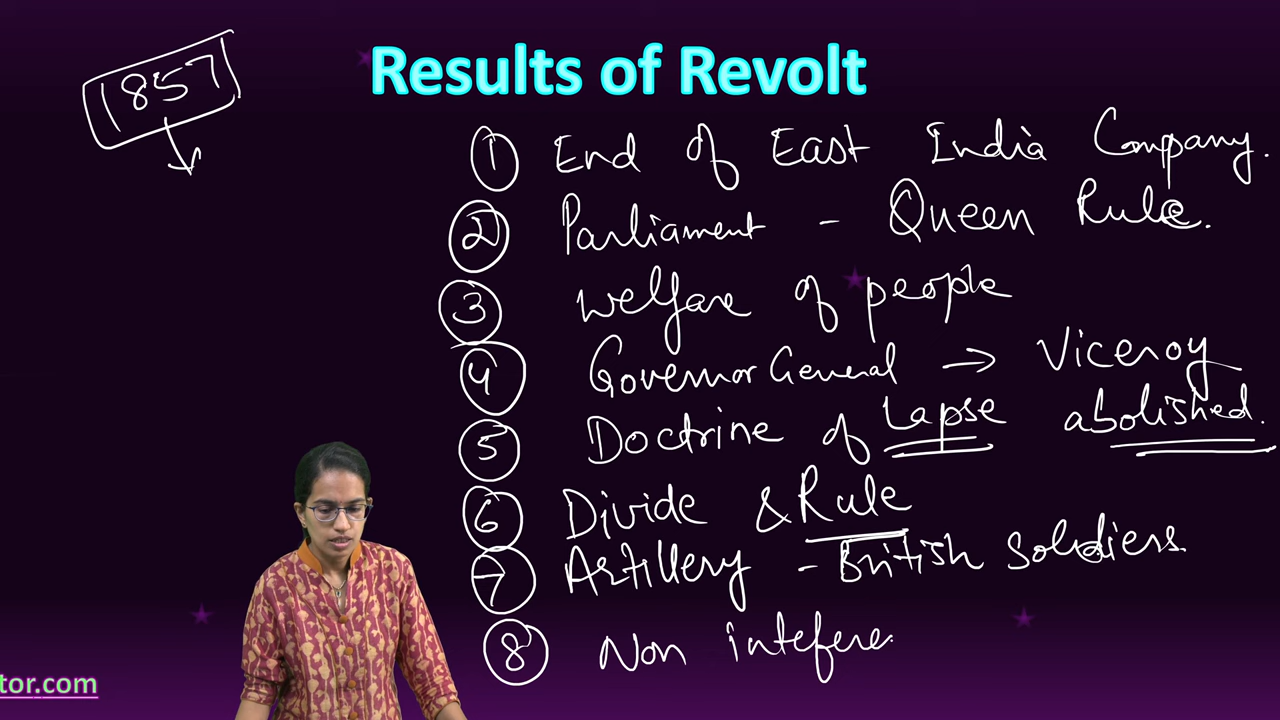 1857
Results of Revolt
1 End of East India Company.
2 Parliament - Queen Rule.
3 Welfare of people
4 Governor General → Viceroy
5 Doctrine of Lapse abolished.
6 Divide & Rule
7 Artillery - British Soldiers.
8 Non intefere
tor.com